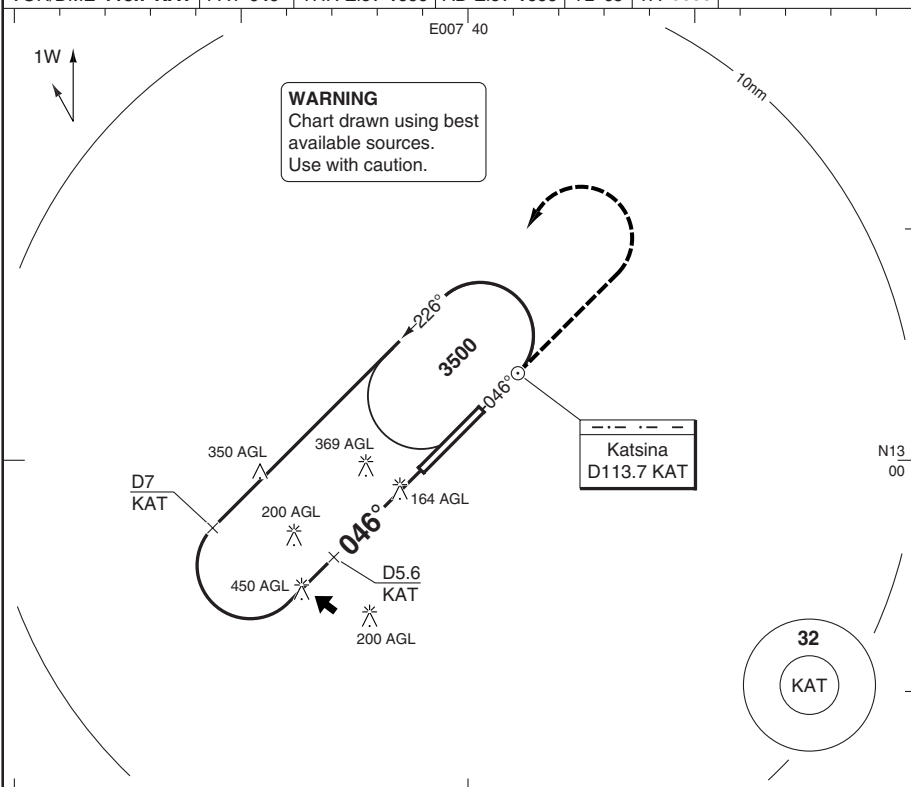 E007 40
1W
10nm
WARNING
Chart drawn using best
available sources.
Use with caution.
226°
3500
046°
Katsina
D113.7 KAT
N13
00
350 AGL
369 AGL
164 AGL
D7
KAT
200 AGL
046°
D5.6
KAT
450 AGL
200 AGL
32
KAT